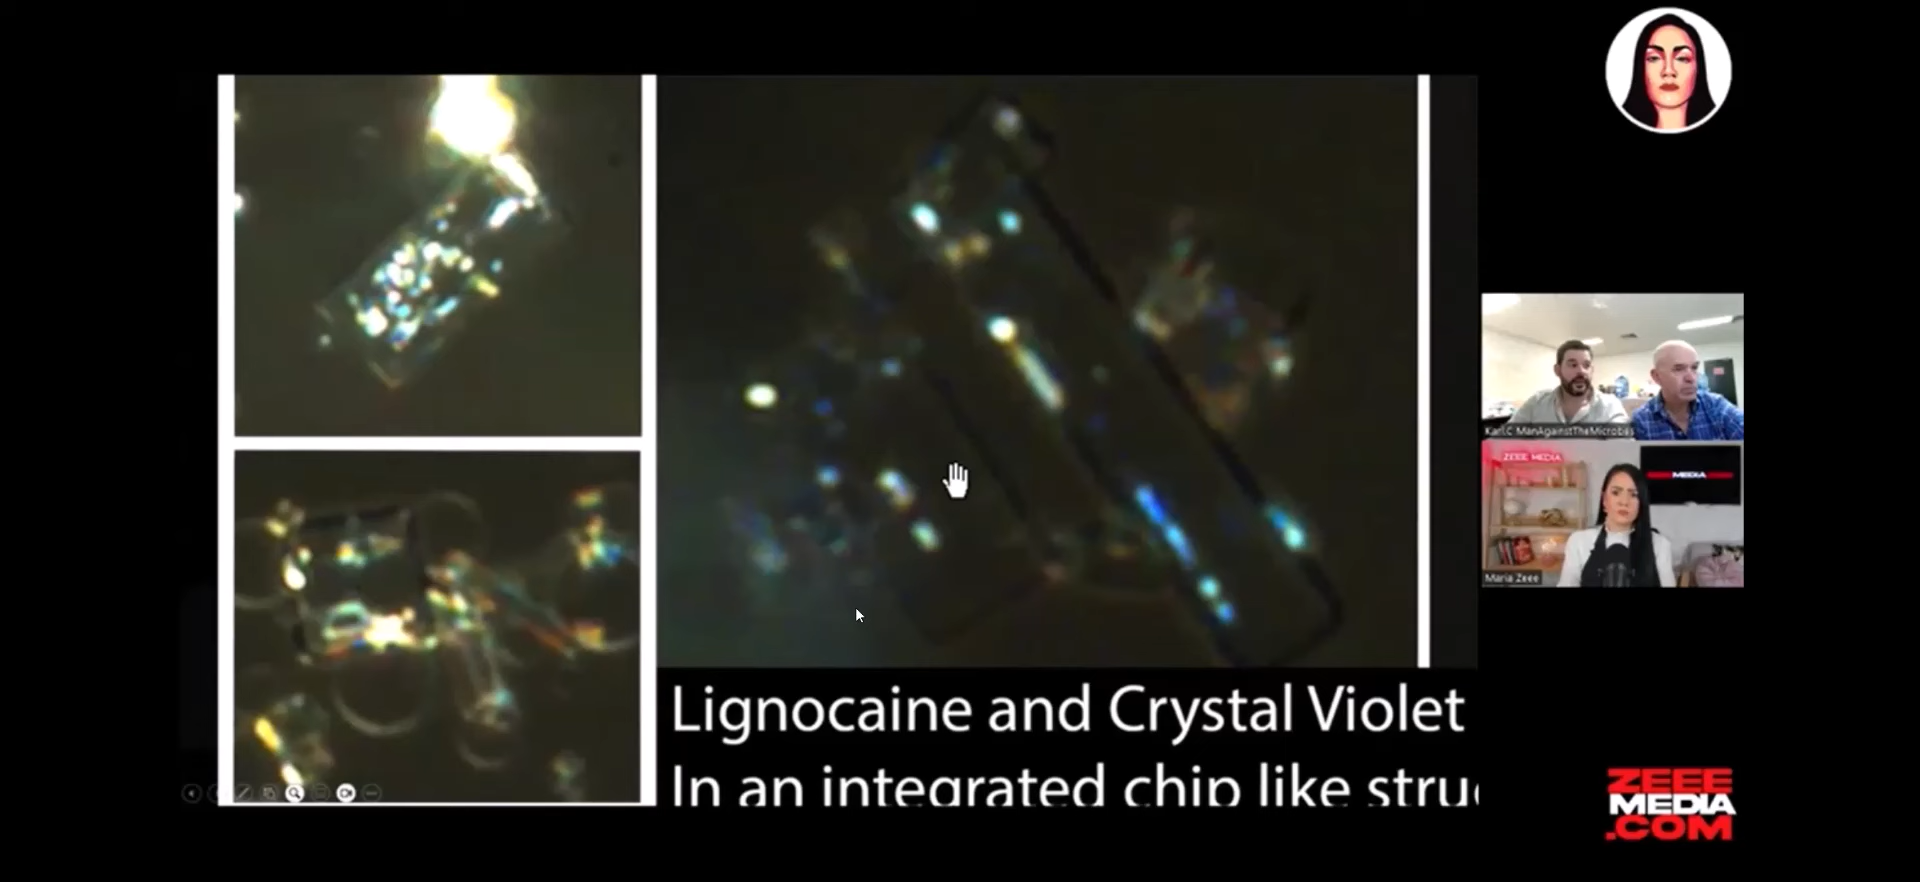 Lignocaine and Crystal Violet
In an integrated chip like stru
Karl.C ManAgainstTheMicrobes
ZEEE MEDIA
MEDIA
Maria Zeee
ZEEE
MEDIA
.COM